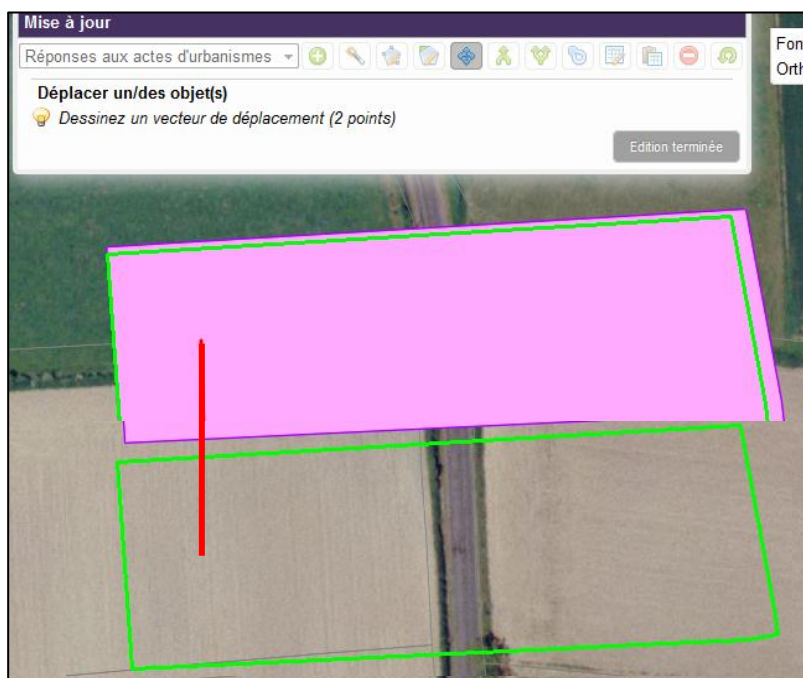 Mise à jour
Réponses aux actes d'urbanismes
Fon
Orth
Déplacer un/des objet(s)
Dessinez un vecteur de déplacement (2 points)
Edition terminée